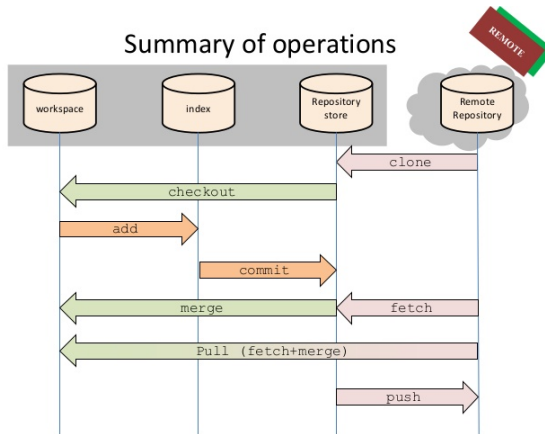 Summary of operations
REMOTE
workspace
index
Repository
store
Remote
Repository
clone
checkout
add
commit
merge
fetch
Pull (fetch+merge)
push